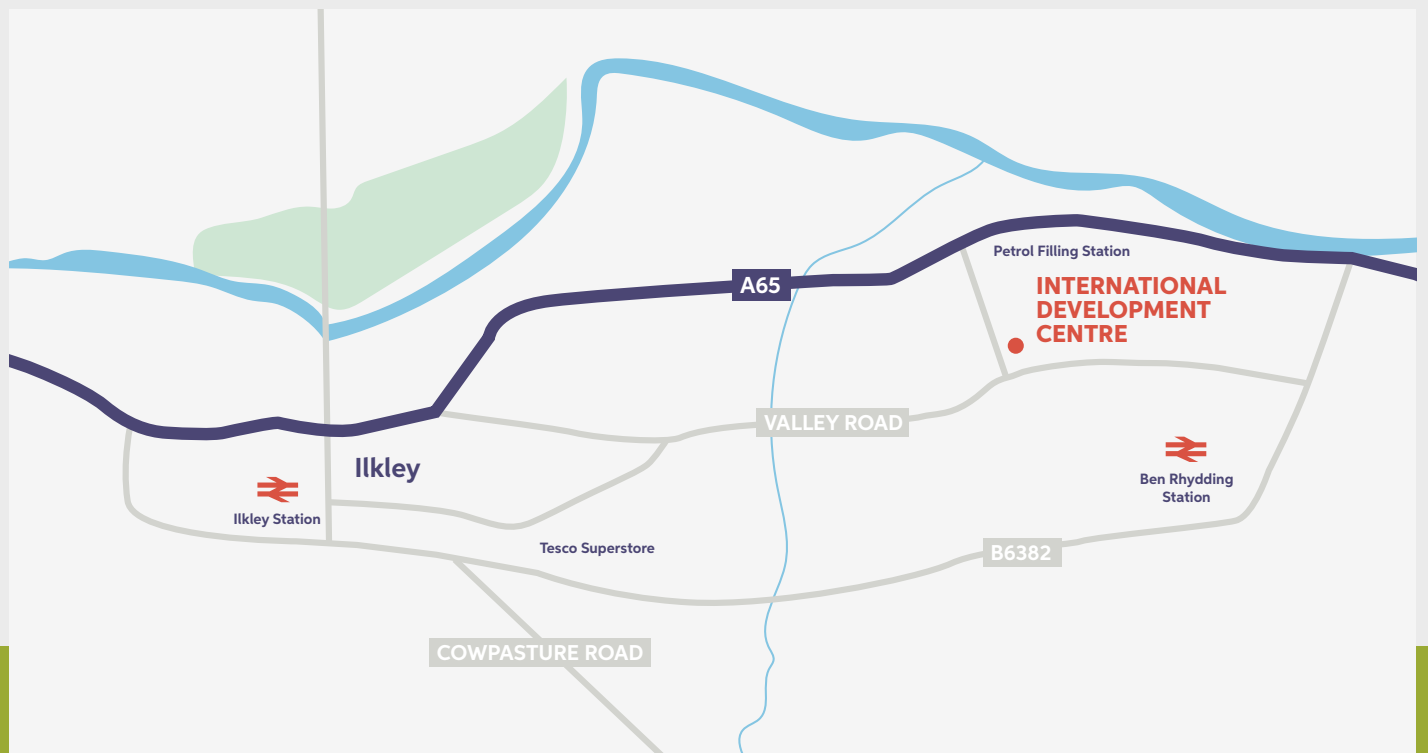 Petrol Filling Station
INTERNATIONAL
DEVELOPMENT
CENTRE
A65
VALLEY ROAD
Ilkley
Ben Rhydding
Station
Ilkley Station
Tesco Superstore
B6382
COWPASTURE ROAD